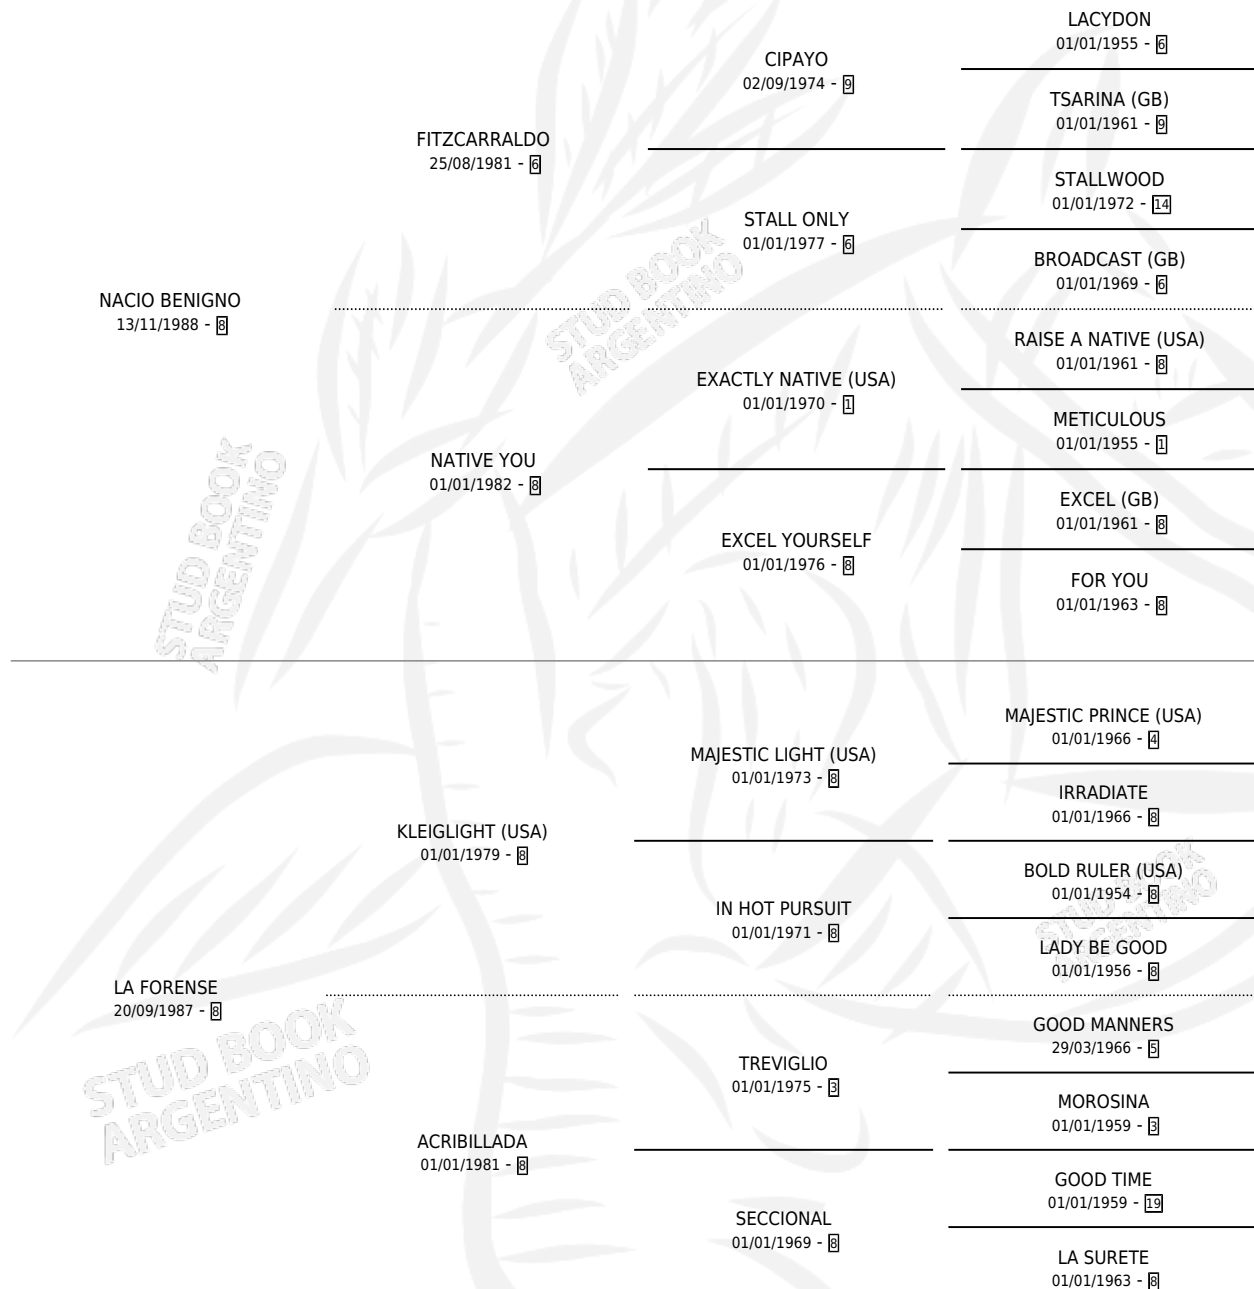 LACYDON
01/01/1955 - 6
CIPAYO
02/09/1974 - 9
TSARINA (GB)
01/01/1961 - 9
FITZCARRALDO
25/08/1981 - 6
STALLWOOD
01/01/1972 - 14
STALL ONLY
01/01/1977 - 6
BROADCAST (GB)
01/01/1969 - 6
NACIO BENIGNO
13/11/1988 - 8
STUD BOOK
ARGENTINO
RAISE A NATIVE (USA)
01/01/1961 - 8
EXACTLY NATIVE (USA)
01/01/1970 - 1
METICULOUS
01/01/1955 - 1
NATIVE YOU
01/01/1982 - 8
EXCEL (GB)
01/01/1961 - 8
EXCEL YOURSELF
01/01/1976 - 8
FOR YOU
01/01/1963 - 8
STUD BOOK
ARGENTINO
MAJESTIC PRINCE (USA)
01/01/1966 - 4
MAJESTIC LIGHT (USA)
01/01/1973 - 8
IRRADIATE
01/01/1966 - 8
KLEIGLIGHT (USA)
01/01/1979 - 8
BOLD RULER (USA)
01/01/1954 - 8
IN HOT PURSUIT
01/01/1971 - 8
STUD BOOK
ARGENTINO
LADY BE GOOD
01/01/1956 - 8
LA FORENSE
20/09/1987 - 8
STUD BOOK
ARGENTINO
GOOD MANNERS
29/03/1966 - 5
TREVIGLIO
01/01/1975 - 3
MOROSINA
01/01/1959 - 3
ACRIBILLADA
01/01/1981 - 8
GOOD TIME
01/01/1959 - 19
SECCIONAL
01/01/1969 - 8
LA SURETE
01/01/1963 - 8